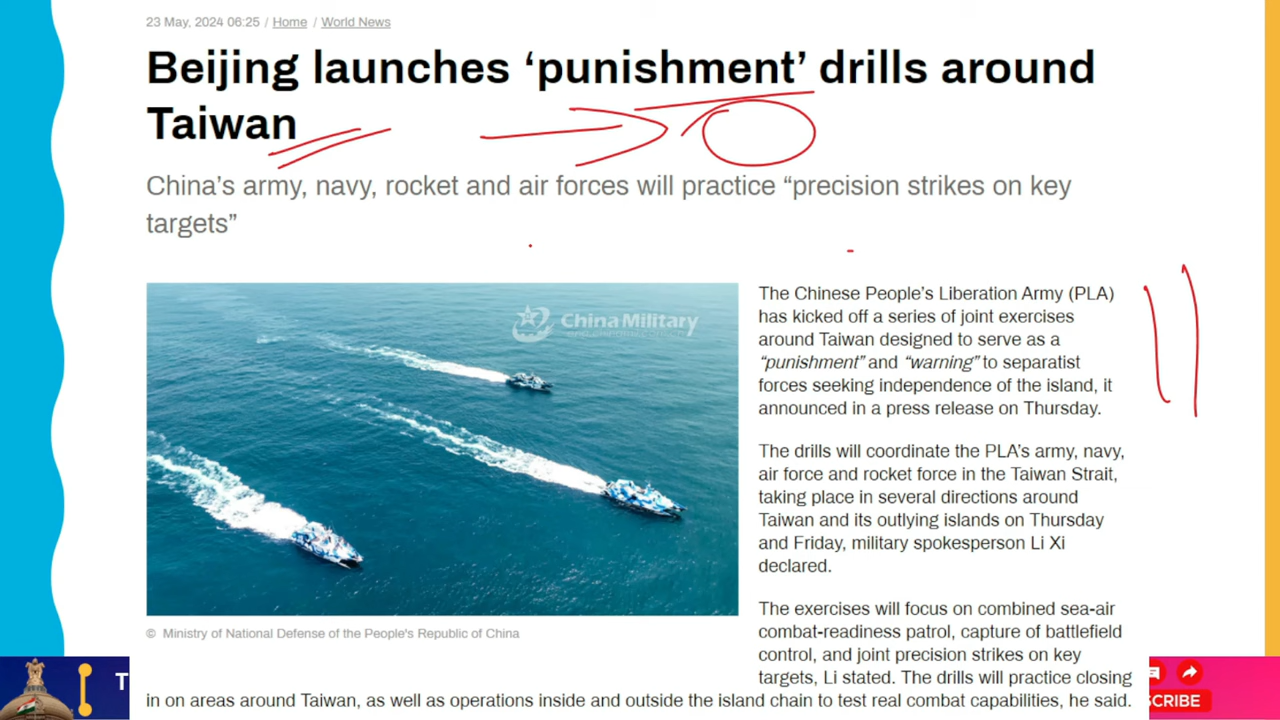 23 May, 2024 06:25 / Home / World News
Beijing launches ‘punishment’ drills around
Taiwan
China’s army, navy, rocket and air forces will practice “precision strikes on key
targets”
China Military
The Chinese People’s Liberation Army (PLA)
has kicked off a series of joint exercises
around Taiwan designed to serve as a
“punishment” and “warning” to separatist
forces seeking independence of the island, it
announced in a press release on Thursday.
The drills will coordinate the PLA’s army, navy,
air force and rocket force in the Taiwan Strait,
taking place in several directions around
Taiwan and its outlying islands on Thursday
and Friday, military spokesperson Li Xi
declared.
© Ministry of National Defense of the People's Republic of China
The exercises will focus on combined sea-air
combat-readiness patrol, capture of battlefield
control, and joint precision strikes on key
targets, Li stated. The drills will practice closing
in on areas around Taiwan, as well as operations inside and outside the island chain to test real combat capabilities, he said.
T
SCRIBE